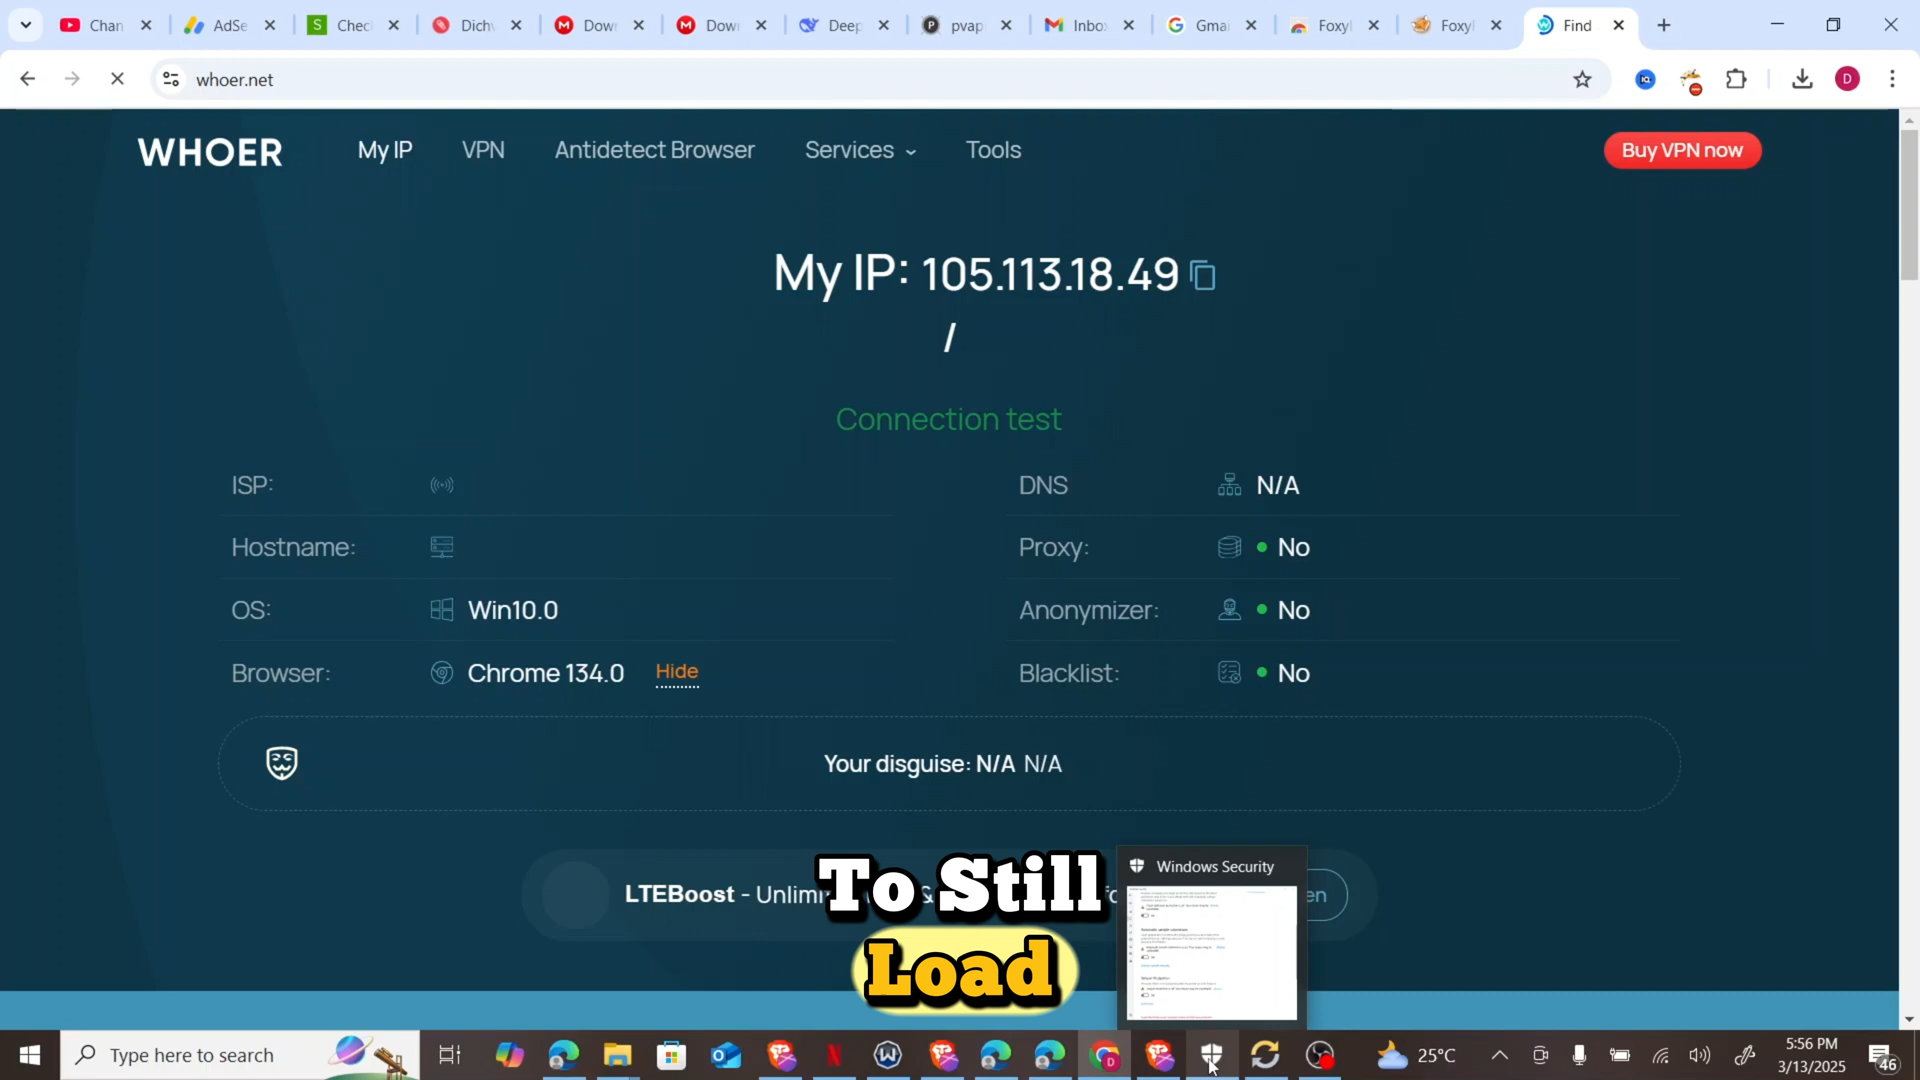 Chan
AdSe
Chec
Dich
Dow
Dow
Deep
pvap
Inbo
Gmai
Foxy
Foxy
Find
whoer.net
D
WHOER
My IP
VPN
Antidetect Browser
Services
Tools
Buy VPN now
My IP: 105.113.18.49
/
Connection test
ISP:
DNS
N/A
Hostname:
Proxy:
No
OS:
Win10.0
Anonymizer:
No
Browser:
Chrome 134.0
Hide
Blacklist:
No
Your disguise: N/A N/A
Windows Security
LTEBoost - Unlim
To Still
Load
Type here to search
25°C
5:56 PM
3/13/2025
46